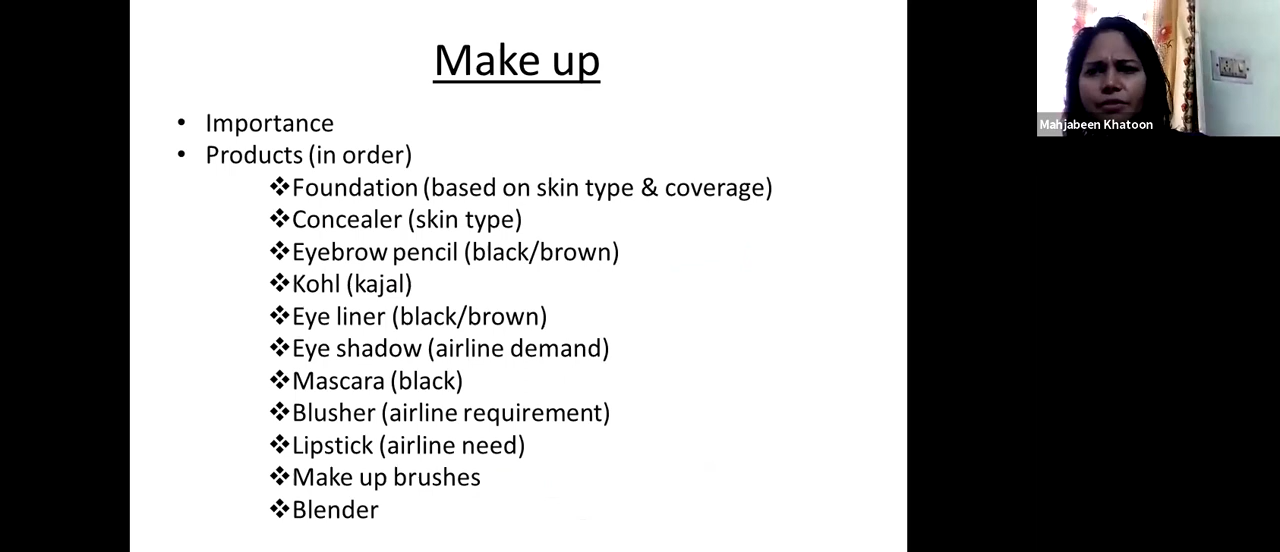 Make up
• Importance
• Products (in order)
❖Foundation (based on skin type & coverage)
❖Concealer (skin type)
❖Eyebrow pencil (black/brown)
❖Kohl (kajal)
❖Eye liner (black/brown)
❖Eye shadow (airline demand)
❖Mascara (black)
❖Blusher (airline requirement)
❖Lipstick (airline need)
❖Make up brushes
❖Blender
Mahjabeen Khatoon